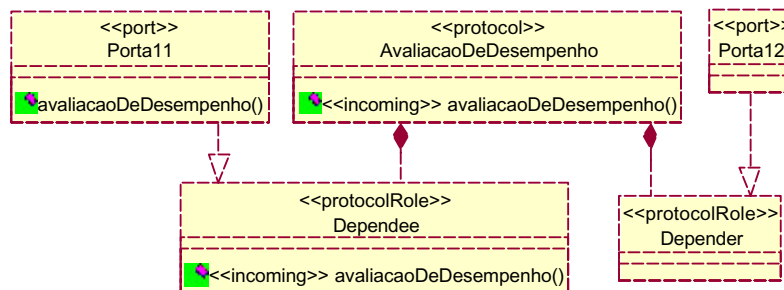 <<port>>
Porta11
avaliacaoDeDesempenho()
<<protocol>>
AvaliacaoDeDesempenho
<<incoming>> avaliacaoDeDesempenho()
<<port>>
Porta12
<<protocolRole>>
Dependee
<<incoming>> avaliacaoDeDesempenho()
<<protocolRole>>
Depender